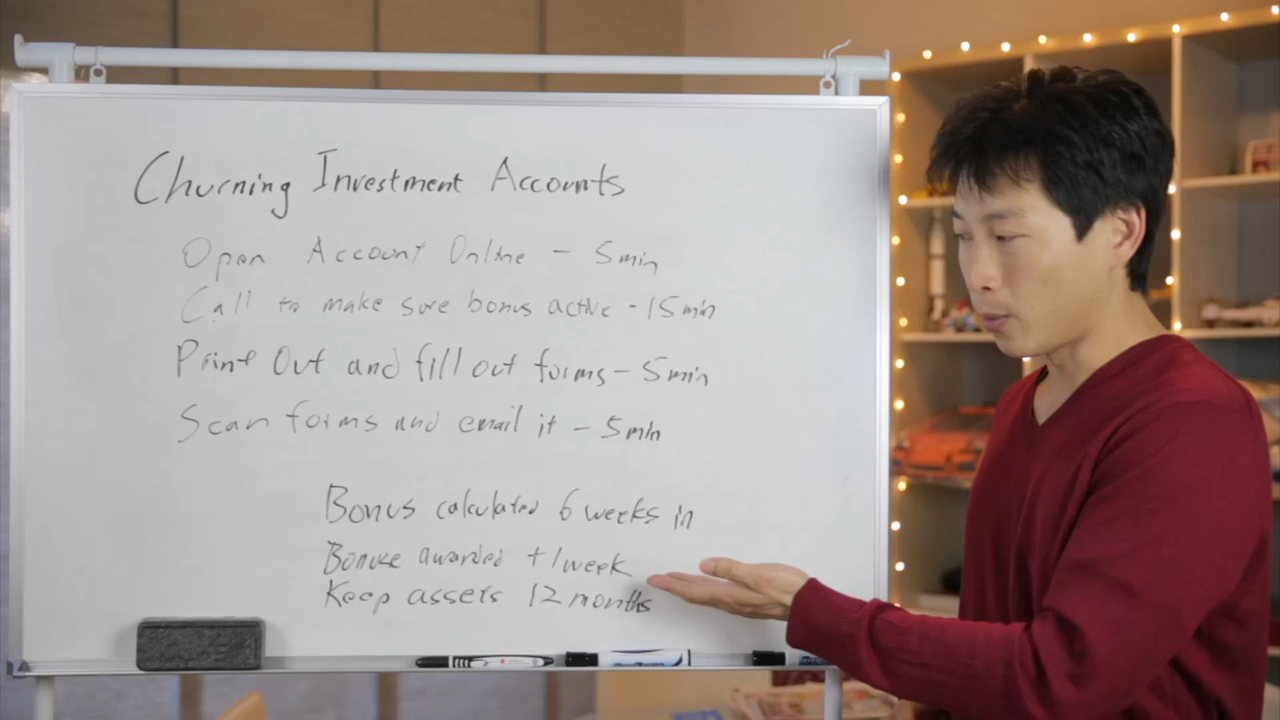 Churning Investment Accounts
Open Account Online - 5min
Call to make sure bonus active - 15min
Print Out and fill out forms - 5min
Scan forms and email it - 5min
Bonus calculated 6 weeks in
Bonuse awarded +1week
Keep assets 12 months